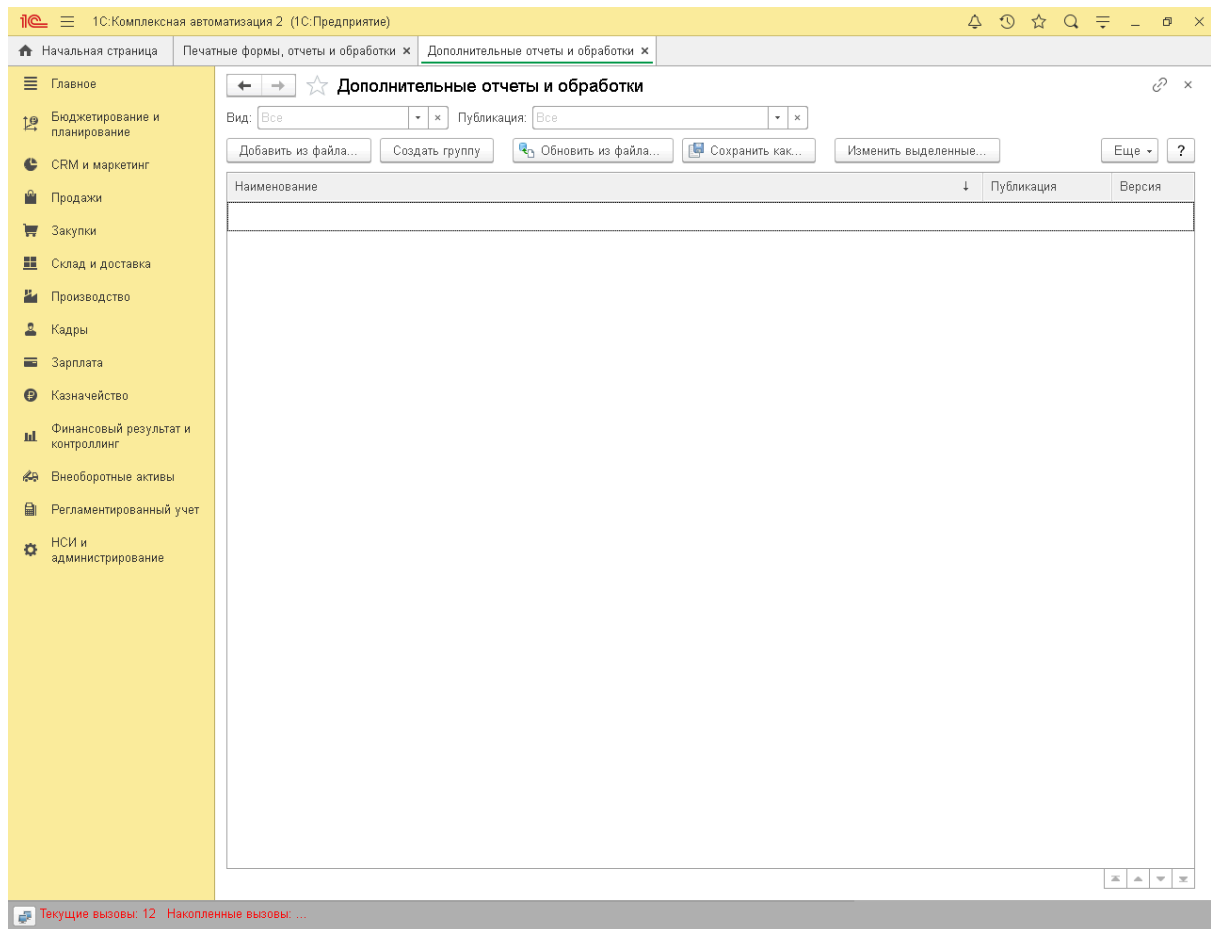 1С:Комплексная автоматизация 2 (1С:Предприятие)
Начальная страница
Печатные формы, отчеты и обработки
Дополнительные отчеты и обработки
Главное
Бюджетирование и
планирование
CRM и маркетинг
Продажи
Закупки
Склад и доставка
Производство
Кадры
Зарплата
Казначейство
Финансовый результат и
контроллинг
Внеоборотные активы
Регламентированный учет
НСИ и
администрирование
Дополнительные отчеты и обработки
Вид: Все Публикация: Все
Добавить из файла... Создать группу Обновить из файла... Сохранить как... Изменить выделенные... Еще ?
Наименование Публикация Версия
Текущие вызовы: 12 Накопленные вызовы: ...